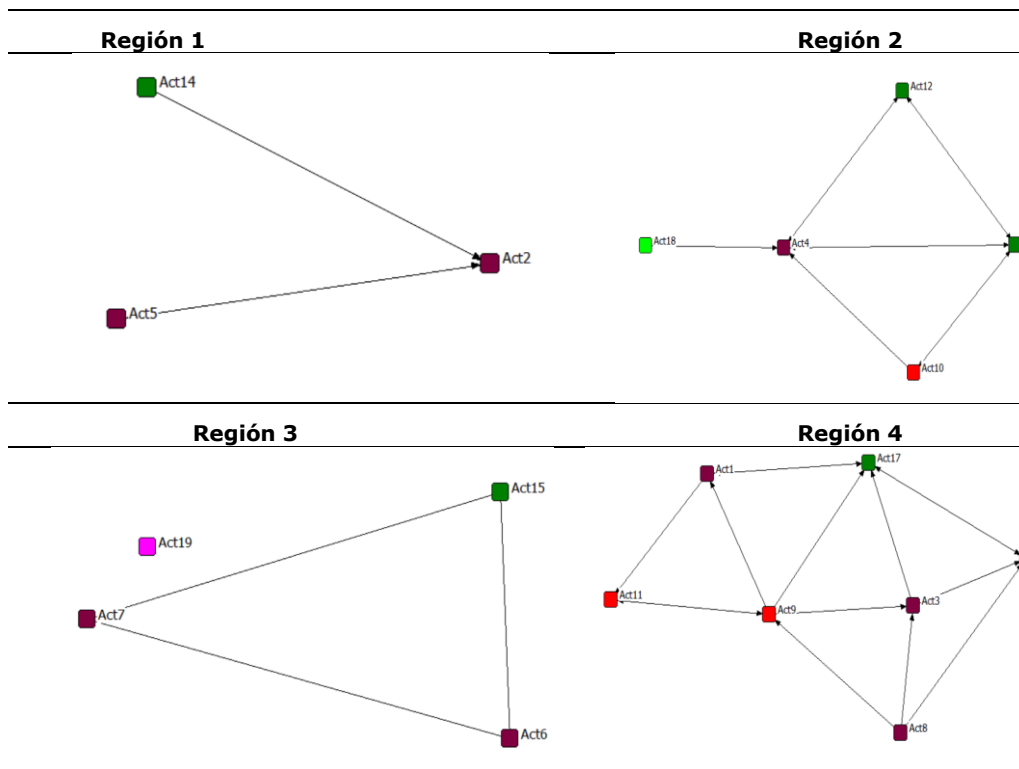 Región 1
Región 2
Act14
Act2
Act5
Act12
Act18
Act4
Act10
Región 3
Región 4
Act15
Act19
Act7
Act6
Act1
Act17
Act11
Act9
Act3
Act8